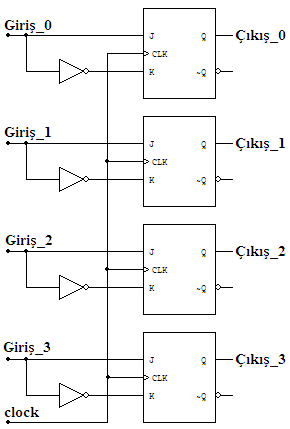 Giriş_0 J Q Çıkış_0
CLK
K ~Q
Giriş_1 J Q Çıkış_1
CLK
K ~Q
Giriş_2 J Q Çıkış_2
CLK
K ~Q
Giriş_3 J Q Çıkış_3
CLK
K ~Q
clock